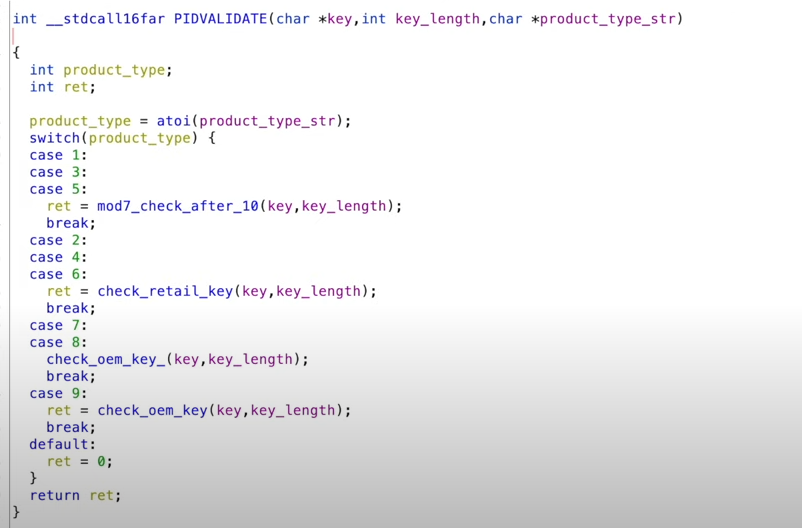 int __stdcall16far PIDVALIDATE(char *key,int key_length,char *product_type_str)
{
int product_type;
int ret;
product_type = atoi(product_type_str);
switch(product_type) {
case 1:
case 3:
case 5:
ret = mod7_check_after_10(key,key_length);
break;
case 2:
case 4:
case 6:
ret = check_retail_key(key,key_length);
break;
case 7:
case 8:
check_oem_key_(key,key_length);
break;
case 9:
ret = check_oem_key(key,key_length);
break;
default:
ret = 0;
}
return ret;
}